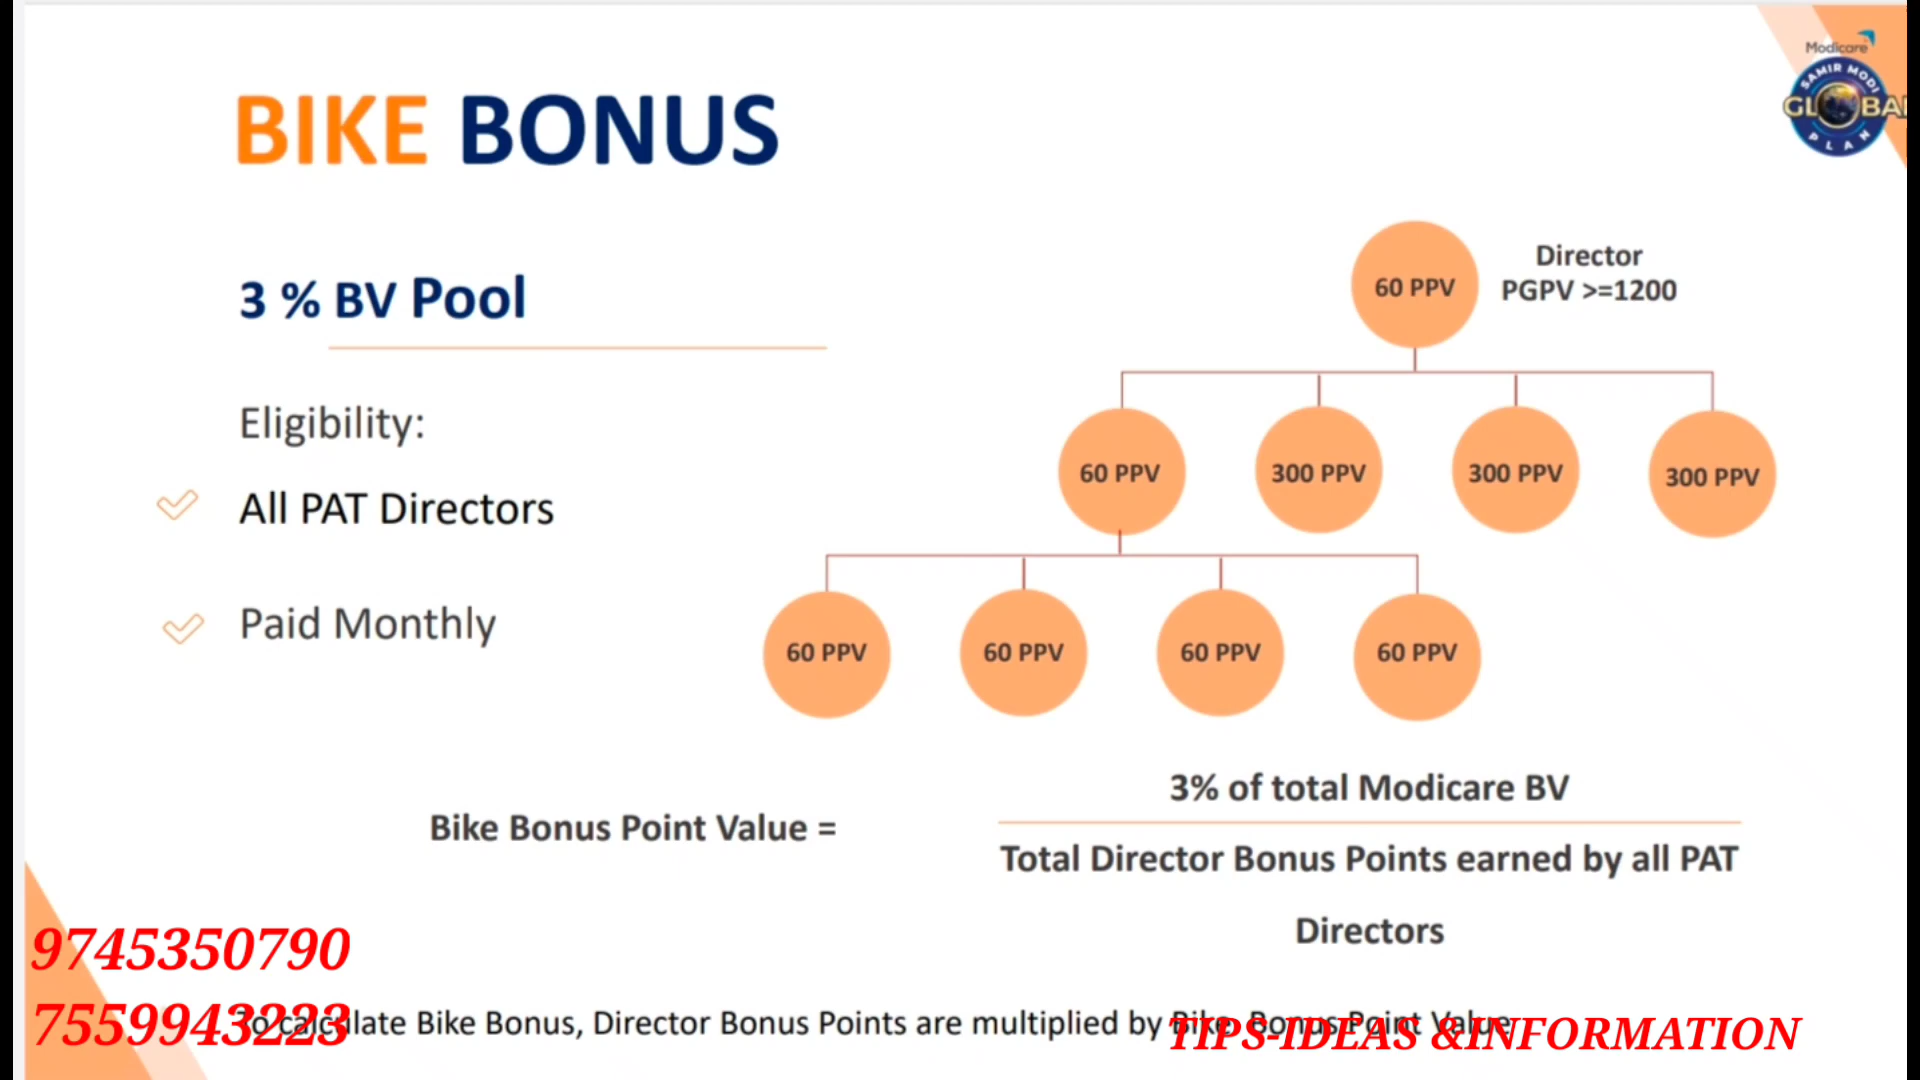 Modicare
SAMIR MODI
GLOBAL
PLAN
BIKE BONUS
3 % BV Pool
Eligibility:
All PAT Directors
Paid Monthly
60 PPV
Director
PGPV >=1200
60 PPV 300 PPV 300 PPV 300 PPV
60 PPV 60 PPV 60 PPV 60 PPV
Bike Bonus Point Value =
3% of total Modicare BV
Total Director Bonus Points earned by all PAT
Directors
9745350790
7559943223
To calculate Bike Bonus, Director Bonus Points are multiplied by Bike Bonus Point Value
TIPS-IDEAS &INFORMATION